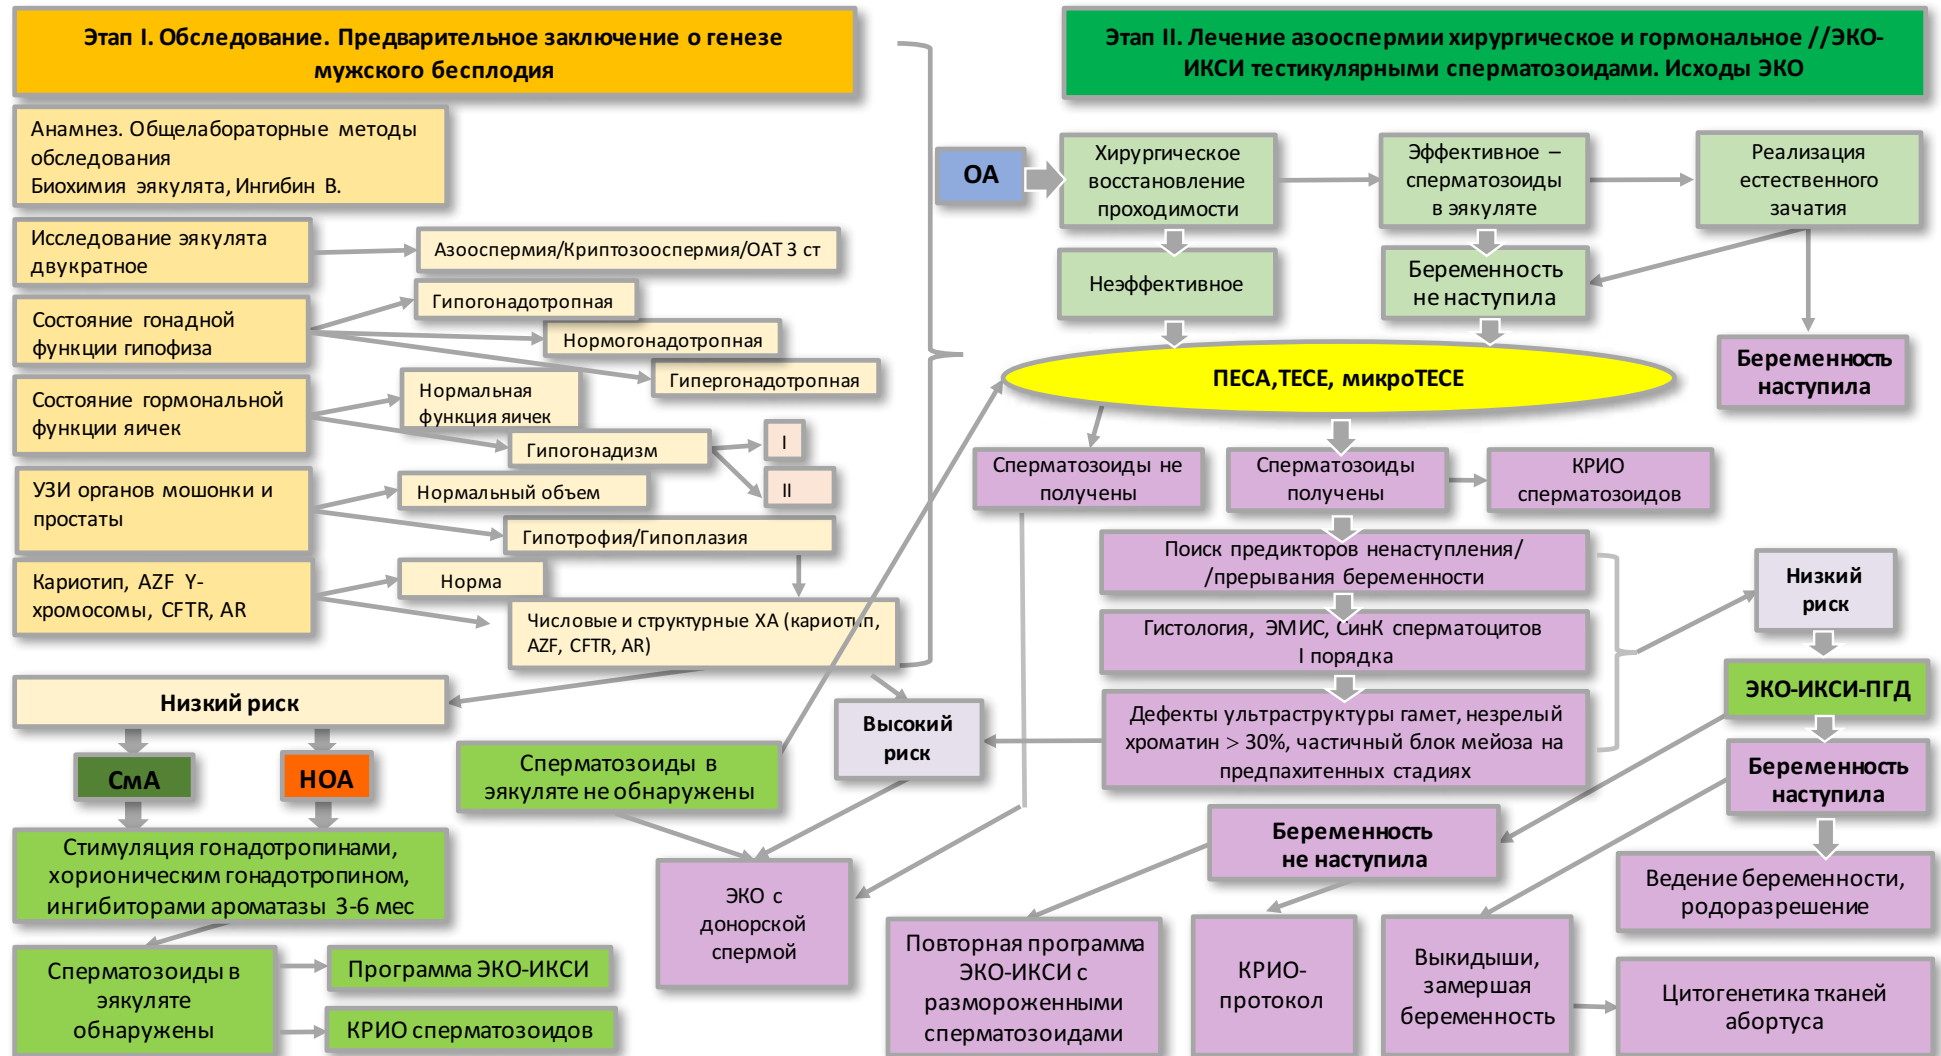 Этап I. Обследование. Предварительное заключение о генезе
мужского бесплодия
Анамнез. Общелабораторные методы
обследования
Биохимия эякулята, Ингибин В.
Исследование эякулята
двукратное
Азооспермия/Криптозооспермия/ОАТ 3 ст
Состояние гонадной
функции гипофиза
Гипогонадотропная
Нормогонадотропная
Гипергонадотропная
Состояние гормональной
функции яичек
Нормальная
функция яичек
Гипогонадизм
I
II
УЗИ органов мошонки и
простаты
Нормальный объем
Гипотрофия/Гипоплазия
Кариотип, AZF Y-
хромосомы, CFTR, AR
Норма
Числовые и структурные ХА (кариотип,
AZF, CFTR, AR)
Низкий риск
СмА
НОА
Стимуляция гонадотропинами,
хорионическим гонадотропином,
ингибиторами ароматазы 3-6 мес
Сперматозоиды в
эякуляте
обнаружены
Программа ЭКО-ИКСИ
КРИО сперматозоидов
Сперматозоиды в
эякуляте не обнаружены
Высокий
риск
ЭКО с
донорской
спермой
Этап II. Лечение азооспермии хирургическое и гормональное //ЭКО-
ИКСИ тестикулярными сперматозоидами. Исходы ЭКО
ОА
Хирургическое
восстановление
проходимости
Эффективное –
сперматозоиды
в эякуляте
Реализация
естественного
зачатия
Неэффективное
Беременность
не наступила
Беременность
наступила
ПЕСА,ТЕСЕ, микроТЕСЕ
Сперматозоиды не
получены
Сперматозоиды
получены
КРИО
сперматозоидов
Поиск предикторов ненаступления/
/прерывания беременности
Гистология, ЭМИС, СинК сперматоцитов
I порядка
Дефекты ультраструктуры гамет, незрелый
хроматин > 30%, частичный блок мейоза на
предпахитенных стадиях
Низкий
риск
ЭКО-ИКСИ-ПГД
Беременность
наступила
Беременность
не наступила
Ведение беременности,
родоразрешение
Повторная программа
ЭКО-ИКСИ с
размороженными
сперматозоидами
КРИО-
протокол
Выкидыши,
замершая
беременность
Цитогенетика тканей
абортуса